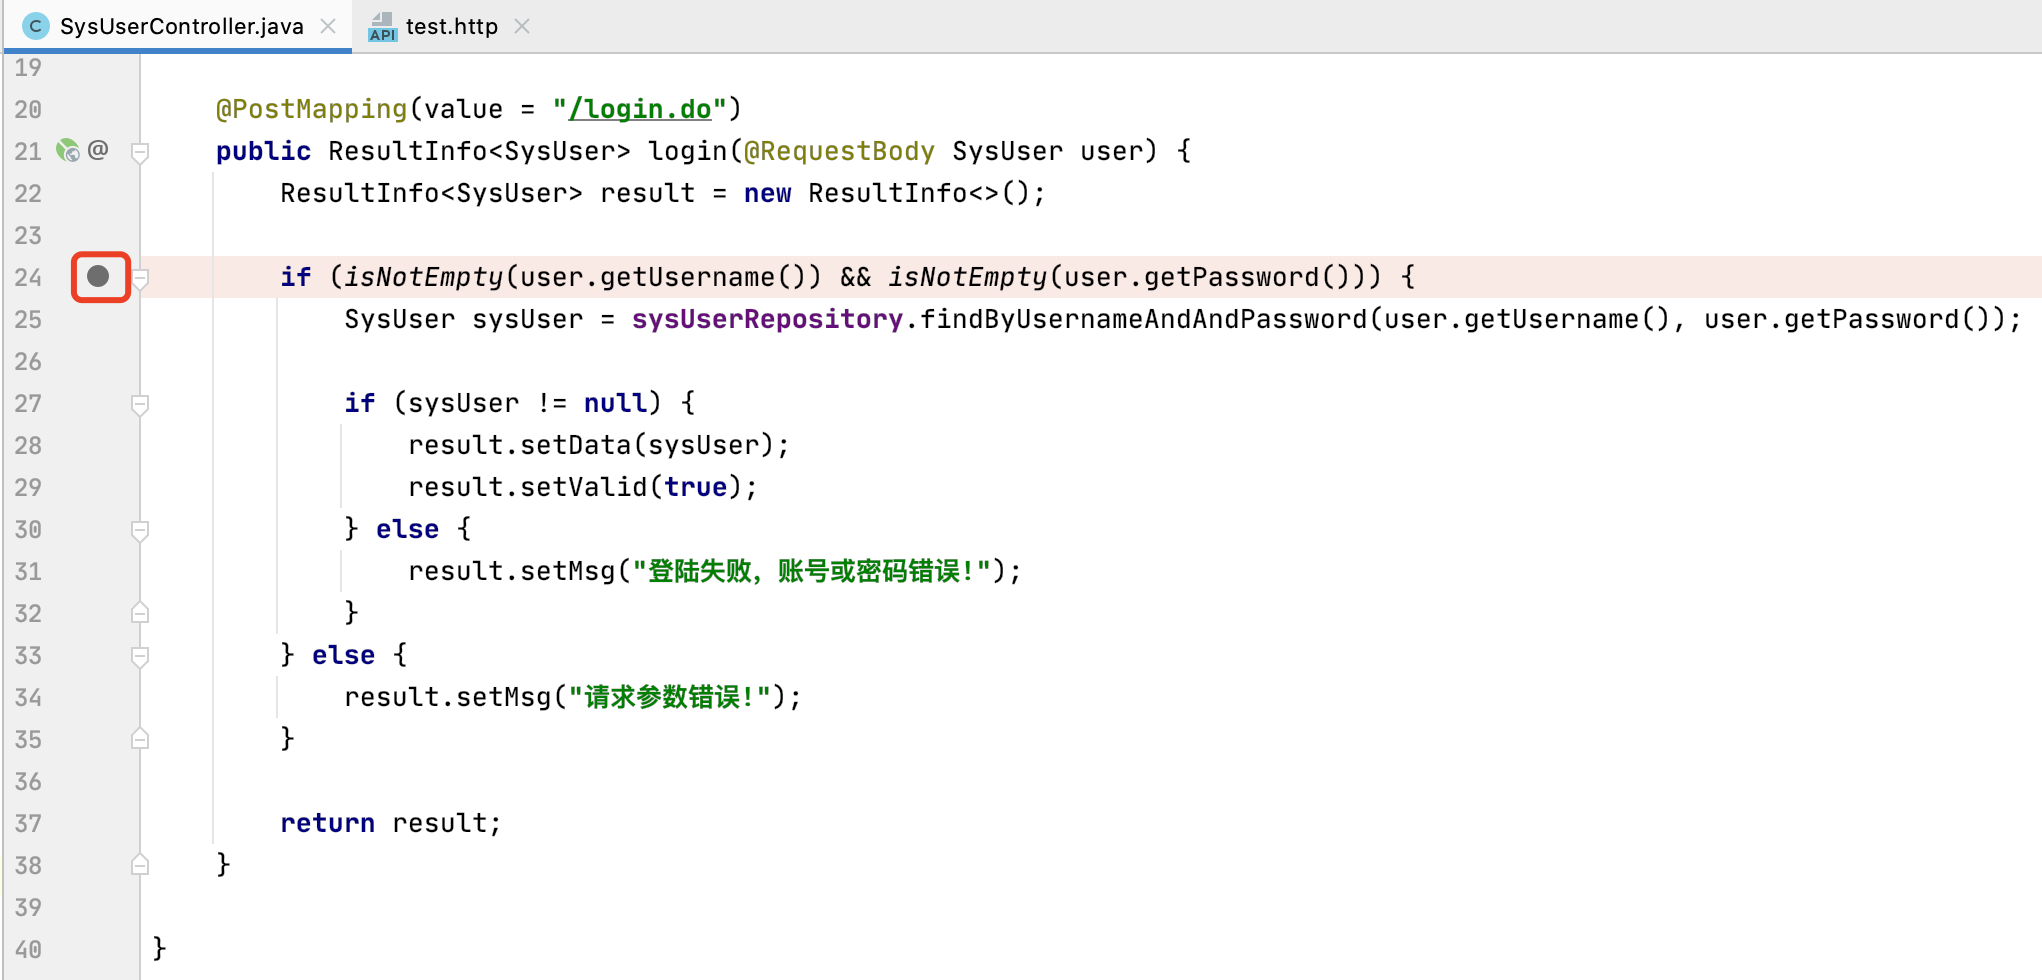 SysUserController.java test.http
19
20 @PostMapping(value = "/login.do")
21 @ public ResultInfo<SysUser> login(@RequestBody SysUser user) {
22 ResultInfo<SysUser> result = new ResultInfo<>();
23
24 if (isNotEmpty(user.getUsername()) && isNotEmpty(user.getPassword())) {
25 SysUser sysUser = sysUserRepository.findByUsernameAndAndPassword(user.getUsername(), user.getPassword());
26
27 if (sysUser != null) {
28 result.setData(sysUser);
29 result.setValid(true);
30 } else {
31 result.setMsg("登陆失败，账号或密码错误!");
32 }
33 } else {
34 result.setMsg("请求参数错误!");
35 }
36
37 return result;
38 }
39
40 }